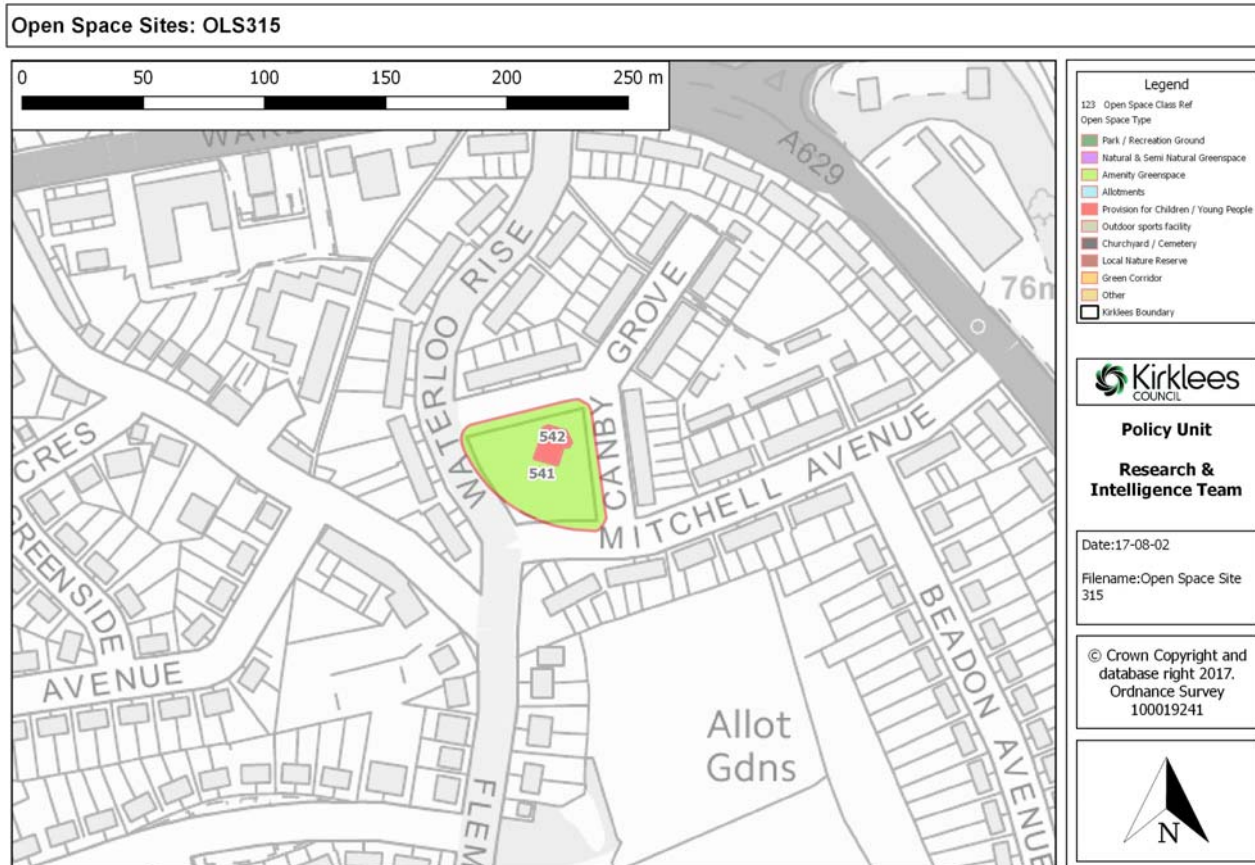 Open Space Sites: OLS315
0 50 100 150 200 250 m
A629
76m
WATERLOO RISE
CANBY GROVE
MITCHELL AVENUE
BEADON AVENUE
ACRES
GREENSIDE
AVENUE
FLEM
542
541
Allot
Gdns
Legend
123 Open Space Class Ref
Open Space Type
Park / Recreation Ground
Natural & Semi Natural Greenspace
Amenity Greenspace
Allotments
Provision for Children / Young People
Outdoor sports facility
Churchyard / Cemetery
Local Nature Reserve
Green Corridor
Other
Kirklees Boundary
Kirklees
COUNCIL
Policy Unit
Research &
Intelligence Team
Date:17-08-02
Filename:Open Space Site
315
© Crown Copyright and
database right 2017.
Ordnance Survey
100019241
N